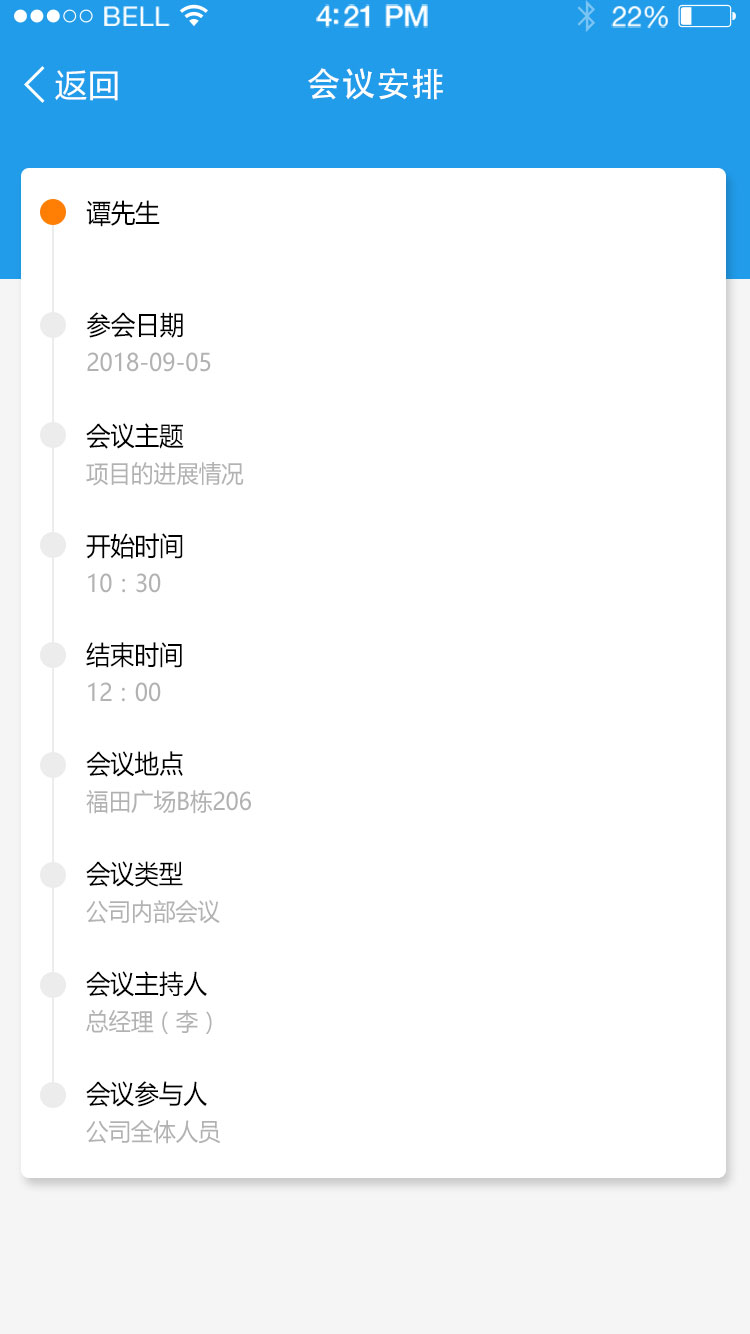 BELL 4:21 PM 22%
返回 会议安排
谭先生
参会日期
2018-09-05
会议主题
项目的进展情况
开始时间
10：30
结束时间
12：00
会议地点
福田广场B栋206
会议类型
公司内部会议
会议主持人
总经理（李）
会议参与人
公司全体人员